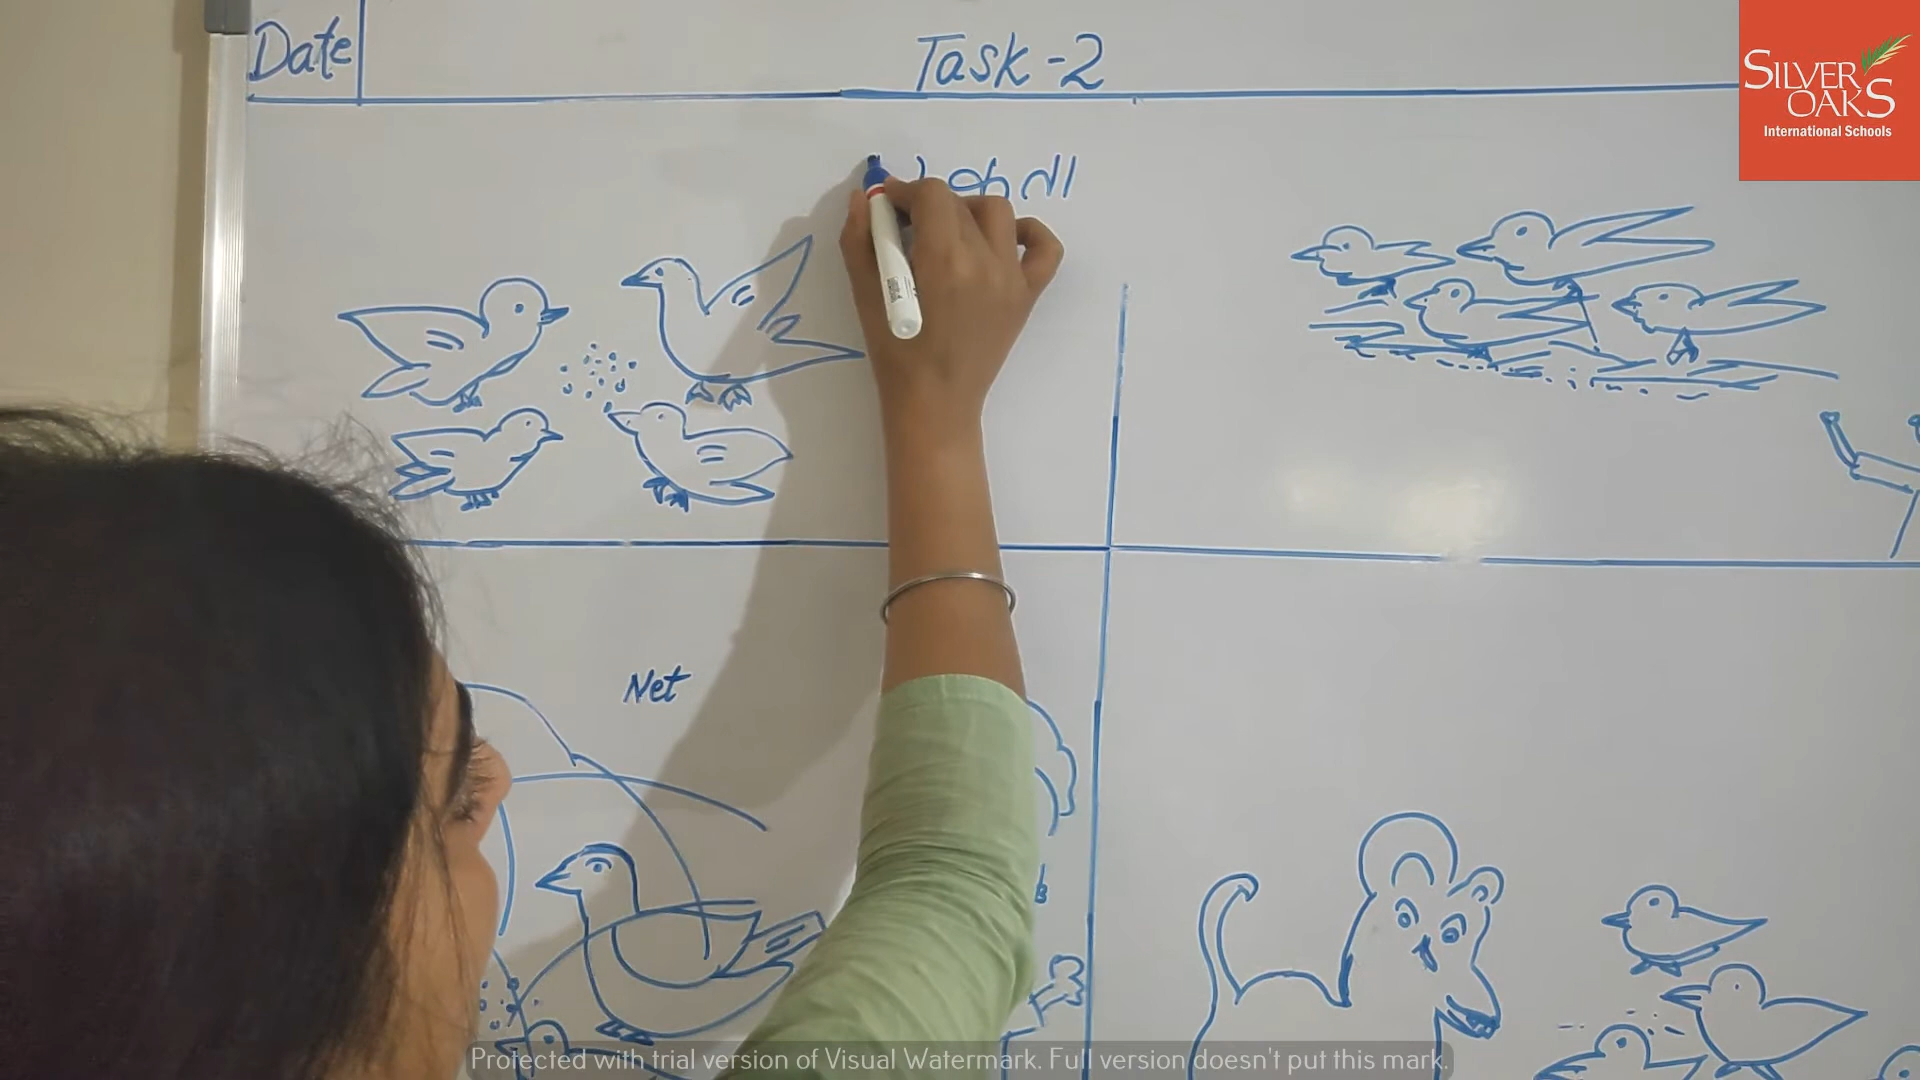 Date
Task-2
SILVER OAKS
International Schools
Net
Protected with trial version of Visual Watermark. Full version doesn't put this mark.